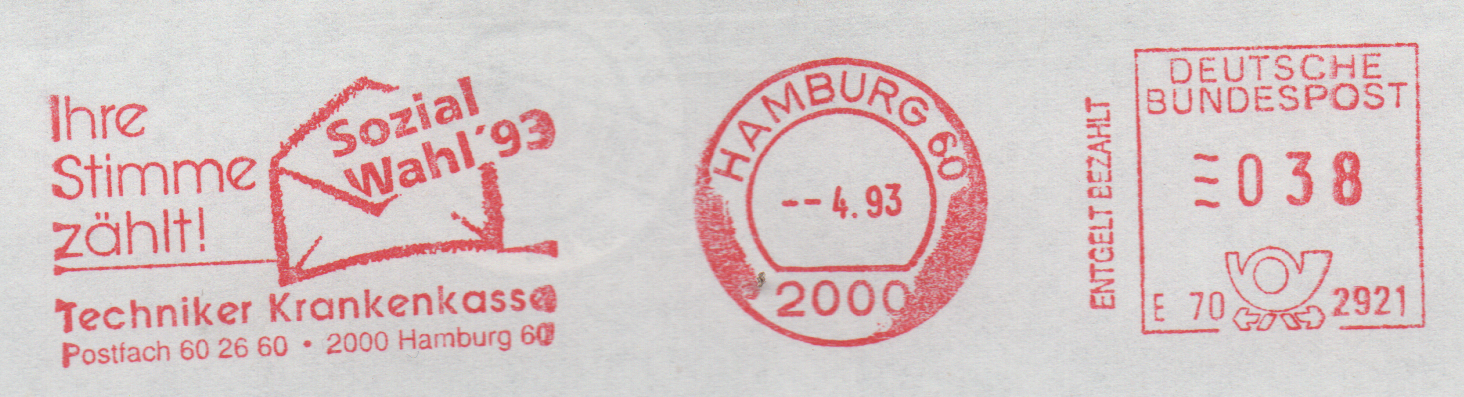 Ihre
Stimme
zählt!
Sozial
Wahl '93
Techniker Krankenkasse
Postfach 60 26 60 • 2000 Hamburg 60
HAMBURG 60
--4.93
2000
ENTGELT BEZAHLT
DEUTSCHE
BUNDESPOST
038
E 70 2921